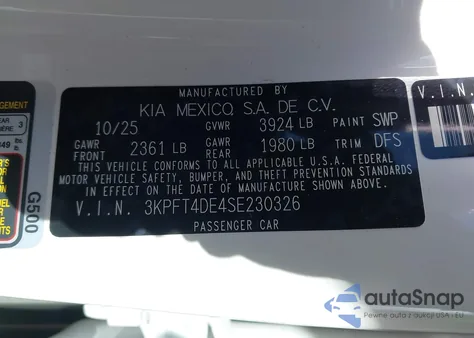 MANUFACTURED BY
KIA MEXICO, S.A. DE C.V.
10/25 GVWR 3924 LB PAINT SWP
GAWR FRONT 2361 LB GAWR REAR 1980 LB TRIM DFS
THIS VEHICLE CONFORMS TO ALL APPLICABLE U.S.A. FEDERAL
MOTOR VEHICLE SAFETY, BUMPER, AND THEFT PREVENTION STANDARDS
IN EFFECT ON THE DATE OF MANUFACTURE SHOWN ABOVE.
V.I.N. 3KPFT4DE4SE230326
PASSENGER CAR
G500
V.I.N.
autoSnap